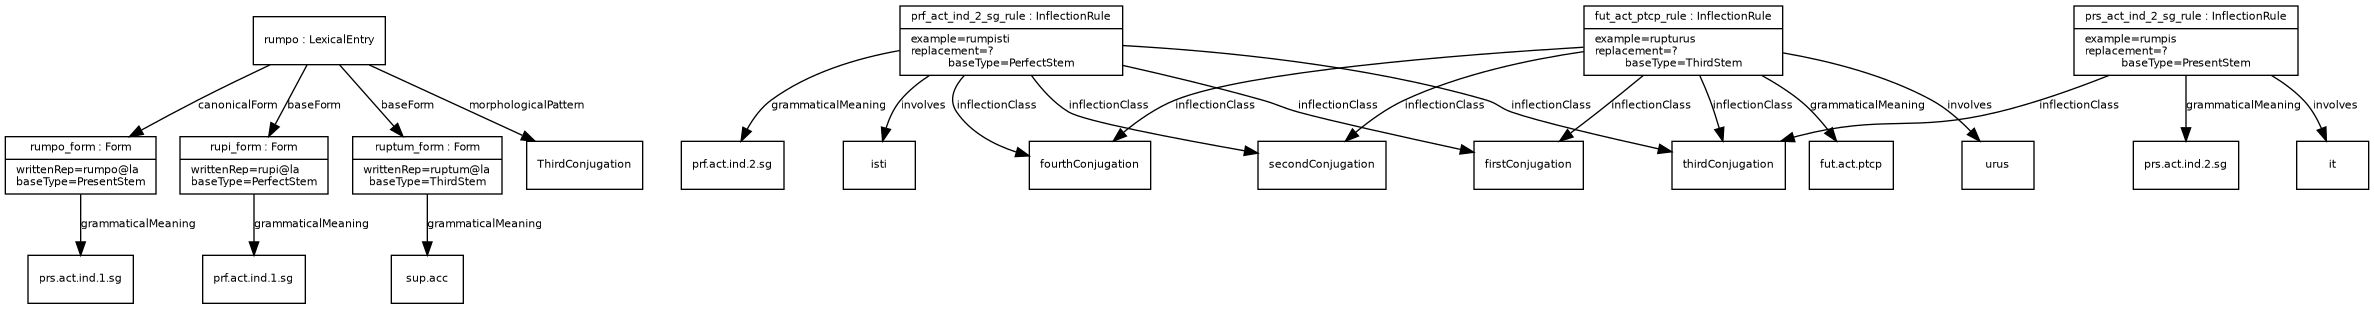 rumpo : LexicalEntry
canonicalForm
baseForm
baseForm
morphologicalPattern
rumpo_form : Form
writtenRep=rumpo@la
baseType=PresentStem
rupi_form : Form
writtenRep=rupi@la
baseType=PerfectStem
ruptum_form : Form
writtenRep=ruptum@la
baseType=ThirdStem
ThirdConjugation
grammaticalMeaning
grammaticalMeaning
grammaticalMeaning
prs.act.ind.1.sg
prf.act.ind.1.sg
sup.acc
prf_act_ind_2_sg_rule : InflectionRule
example=rumpisti
replacement=?
baseType=PerfectStem
fut_act_ptcp_rule : InflectionRule
example=rupturus
replacement=?
baseType=ThirdStem
prs_act_ind_2_sg_rule : InflectionRule
example=rumpis
replacement=?
baseType=PresentStem
grammaticalMeaning
involves
inflectionClass
inflectionClass
inflectionClass
inflectionClass
inflectionClass
inflectionClass
inflectionClass
inflectionClass
grammaticalMeaning
involves
inflectionClass
grammaticalMeaning
involves
prf.act.ind.2.sg
isti
fourthConjugation
secondConjugation
firstConjugation
thirdConjugation
fut.act.ptcp
urus
prs.act.ind.2.sg
it